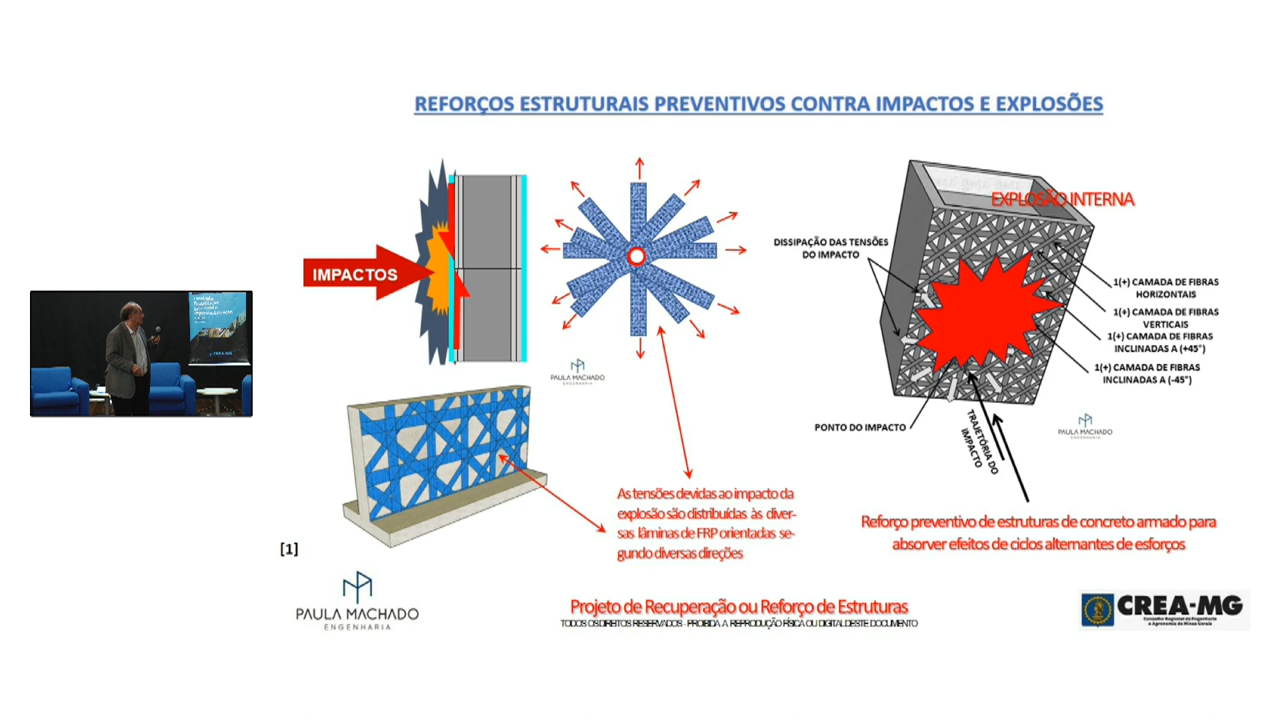 REFORÇOS ESTRUTURAIS PREVENTIVOS CONTRA IMPACTOS E EXPLOSÕES
IMPACTOS
EXPLOSÃO INTERNA
DISSIPAÇÃO DAS TENSÕES
DO IMPACTO
1(+) CAMADA DE FIBRAS
HORIZONTAIS
1(+) CAMADA DE FIBRAS
VERTICAIS
1(+) CAMADA DE FIBRAS
INCLINADAS A (+45°)
1(+) CAMADA DE FIBRAS
INCLINADAS A (-45°)
PONTO DO IMPACTO
TRAJETÓRIA DO
IMPACTO
PAULA MACHADO
ENGENHARIA
PAULA MACHADO
ENGENHARIA
As tensões devidas ao impacto da
explosão são distribuídas às diver-
sas lâminas de FRP orientadas se-
gundo diversas direções
Reforço preventivo de estruturas de concreto armado para
absorver efeitos de ciclos alternantes de esforços
[1]
PAULA MACHADO
ENGENHARIA
Projeto de Recuperação ou Reforço de Estruturas
TODOS OS DIREITOS RESERVADOS - PROIBIDA A REPRODUÇÃO FÍSICA OU DIGITAL DESTE DOCUMENTO
CREA-MG
Conselho Regional de Engenharia
e Agronomia de Minas Gerais
CREA-MG